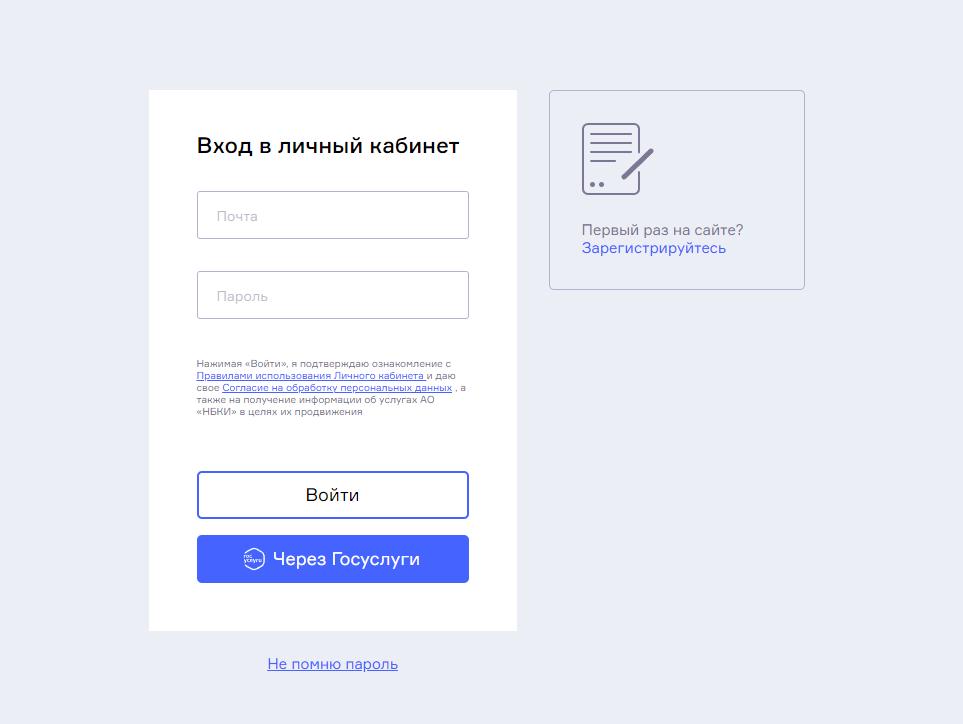 Вход в личный кабинет
Почта
Пароль
Нажимая «Войти», я подтверждаю ознакомление с
Правилами использования Личного кабинета и даю
свое Согласие на обработку персональных данных , а
также на получение информации об услугах АО
«НБКИ» в целях их продвижения
Войти
гос
услуги
Через Госуслуги
Не помню пароль
Первый раз на сайте?
Зарегистрируйтесь